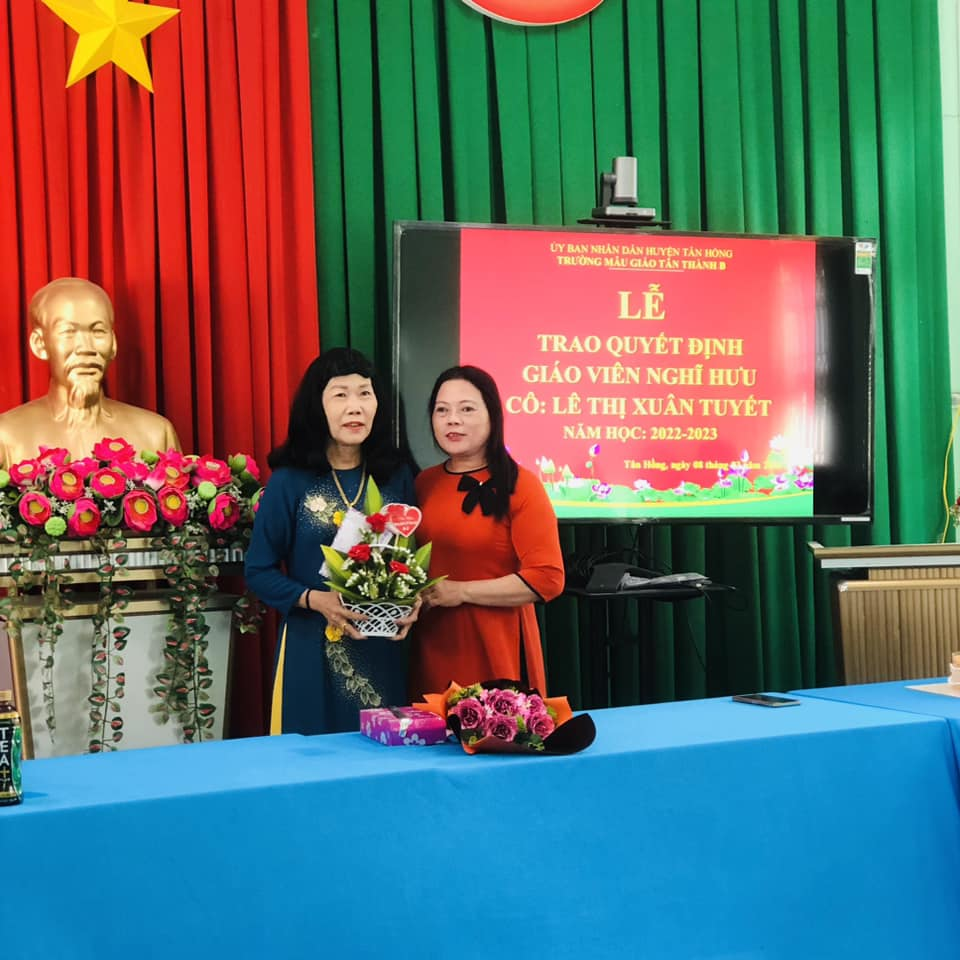 ỦY BAN NHÂN DÂN HUYỆN TÂN HỒNG
TRƯỜNG MẪU GIÁO TÂN THÀNH B
LỄ
TRAO QUYẾT ĐỊNH
GIÁO VIÊN NGHĨ HƯU
CÔ: LÊ THỊ XUÂN TUYẾT
NĂM HỌC: 2022-2023
Tân Hồng, ngày 08 tháng
TEA+